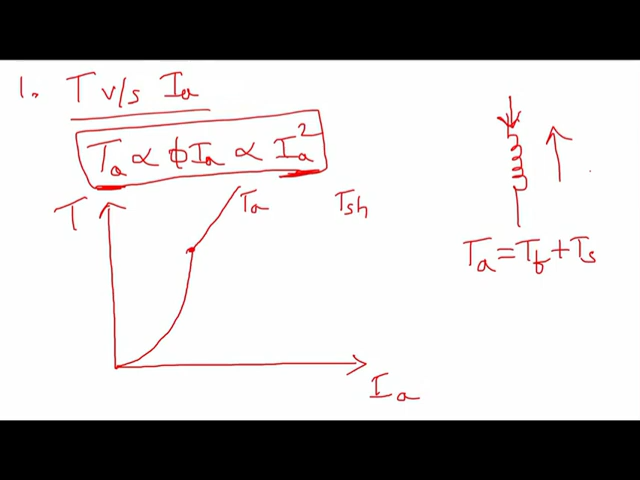 1. T v/s Ia
Ta ∝ ϕIa ∝ Ia²
T
Ta
Tsh
Ta = Tf + Ts
Ia